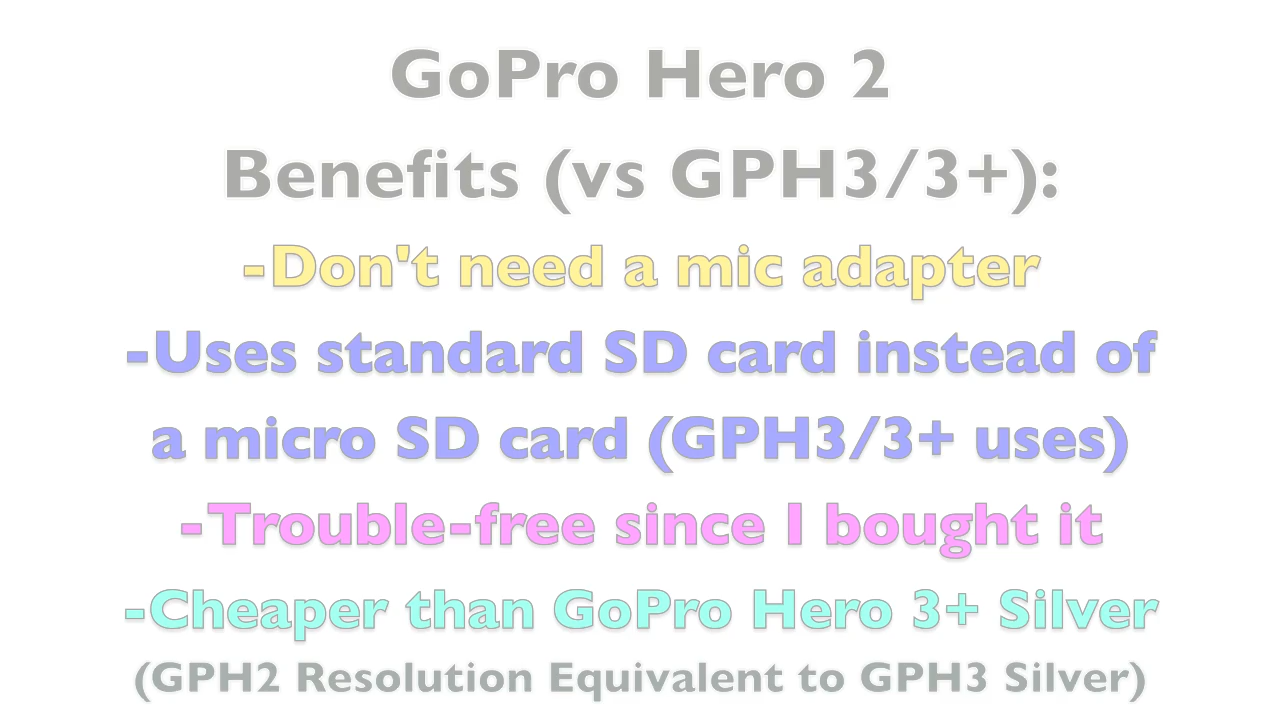 GoPro Hero 2
Benefits (vs GPH3/3+):
-Don't need a mic adapter
-Uses standard SD card instead of
a micro SD card (GPH3/3+ uses)
-Trouble-free since I bought it
-Cheaper than GoPro Hero 3+ Silver
(GPH2 Resolution Equivalent to GPH3 Silver)